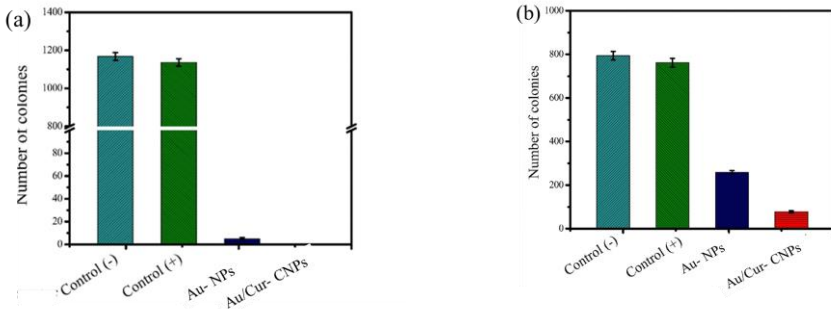 (a)
Number of colonies
1400
1200
1000
800
80
60
40
20
0
Control (-)
Control (+)
Au- NPs
Au/Cur- CNPs
(b)
Number of colonies
1000
800
600
400
200
0
Control (-)
Control (+)
Au- NPs
Au/Cur- CNPs